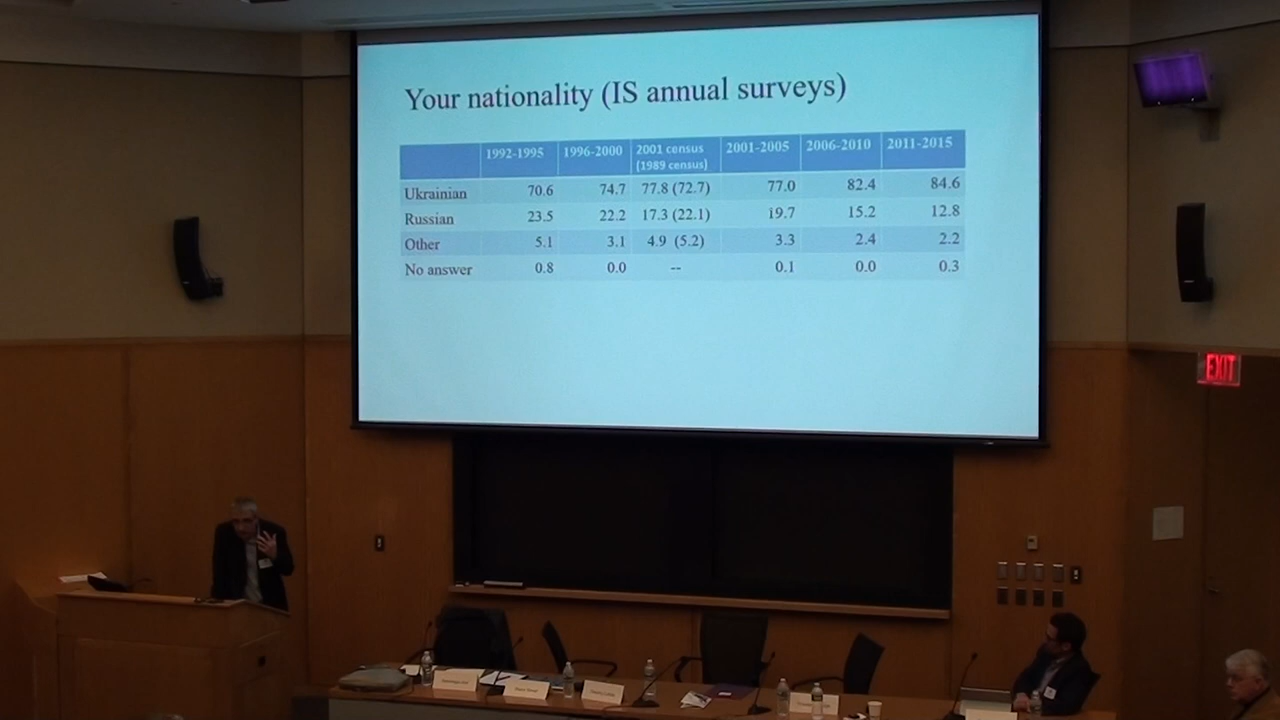 Your nationality (IS annual surveys)
1992-1995 1996-2000 2001 census (1989 census) 2001-2005 2006-2010 2011-2015
Ukrainian 70.6 74.7 77.8 (72.7) 77.0 82.4 84.6
Russian 23.5 22.2 17.3 (22.1) 19.7 15.2 12.8
Other 5.1 3.1 4.9 (5.2) 3.3 2.4 2.2
No answer 0.8 0.0 -- 0.1 0.0 0.3
EXIT